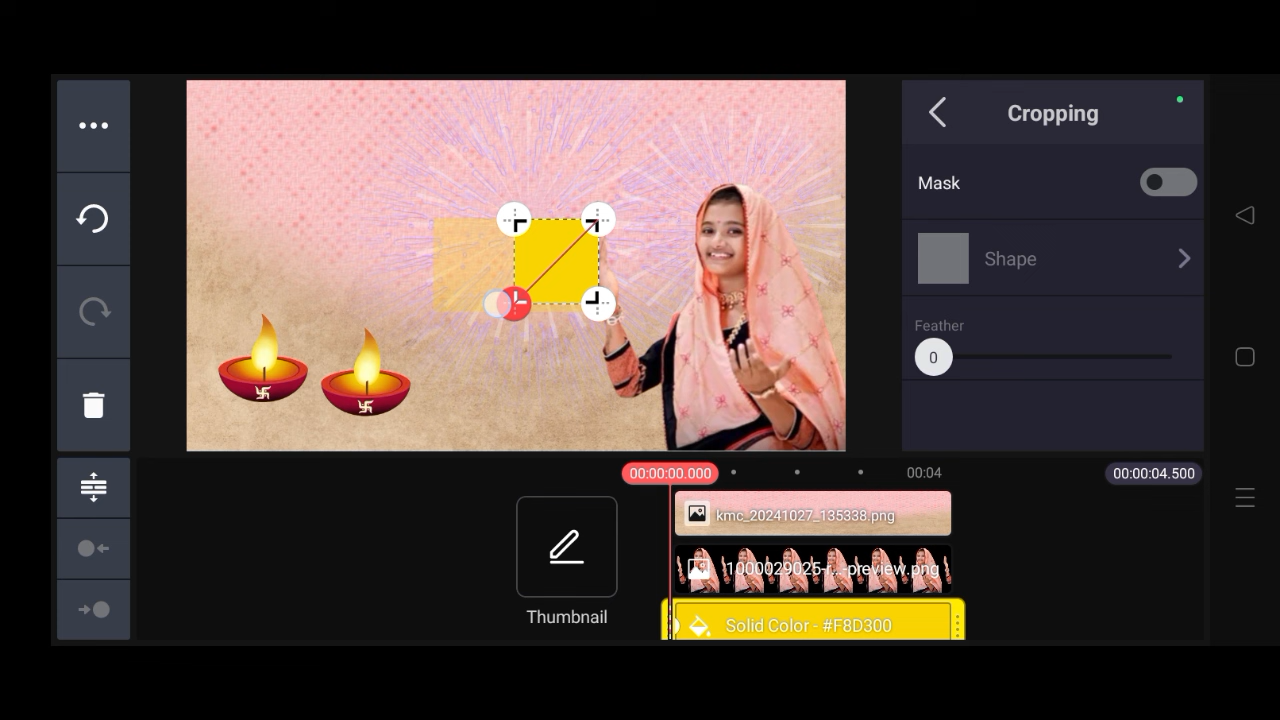 Cropping
Mask
Shape
Feather
0
00:00:00.000
00:04
00:00:04.500
kmc_20241027_135338.png
1000029025-r...-preview.png
Thumbnail
Solid Color - #F8D300